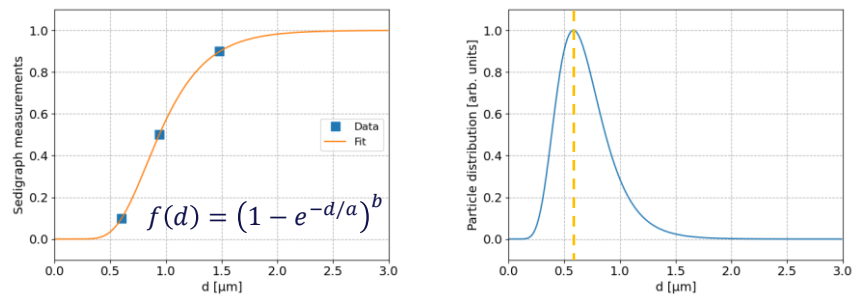 Sedigraph measurements
1.0
0.8
0.6
0.4
0.2
0.0
Data
Fit
f(d) = (1 − e^{−d/a})^b
0.0 0.5 1.0 1.5 2.0 2.5 3.0
d [μm]
Particle distribution [arb. units]
1.0
0.8
0.6
0.4
0.2
0.0
0.0 0.5 1.0 1.5 2.0 2.5 3.0
d [μm]